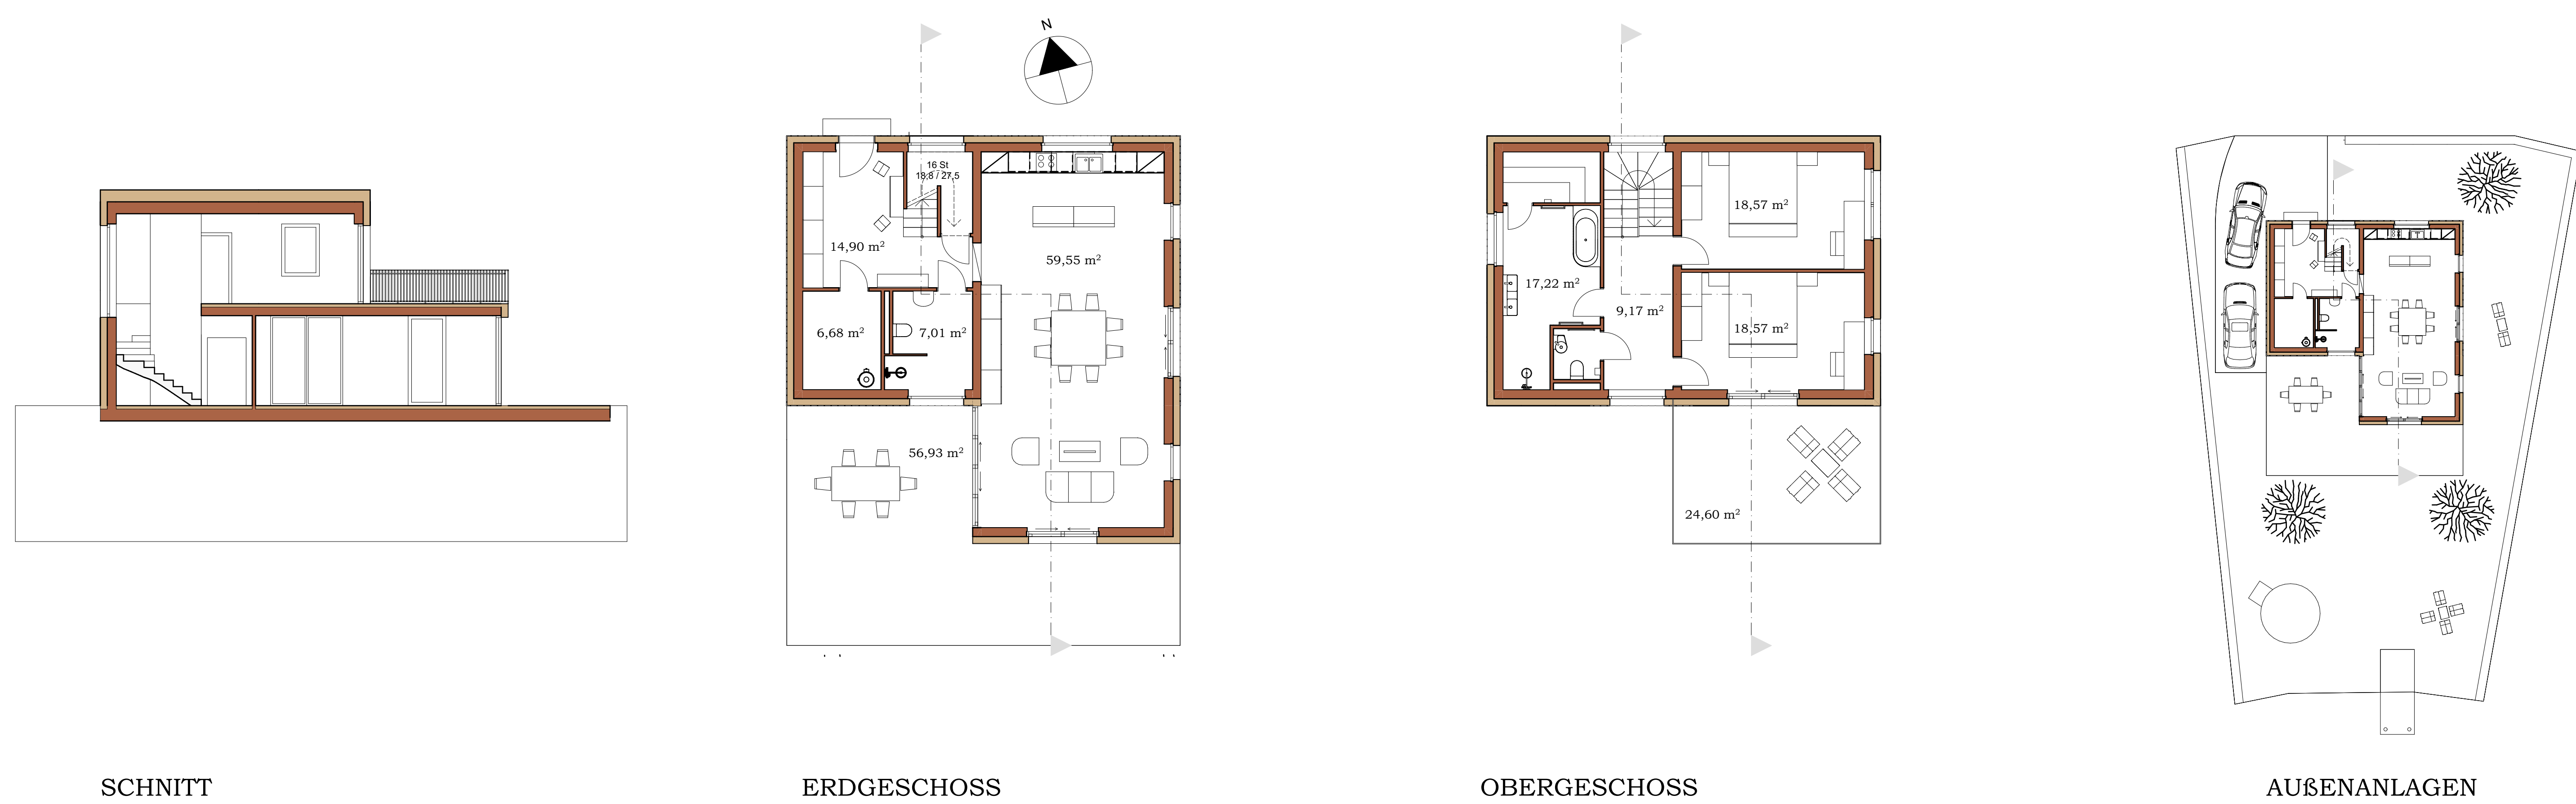 N
16 St
18,8 / 27,5
14,90 m²
59,55 m²
6,68 m²
7,01 m²
56,93 m²
18,57 m²
17,22 m²
9,17 m²
18,57 m²
24,60 m²
SCHNITT
ERDGESCHOSS
OBERGESCHOSS
AUßENANLAGEN